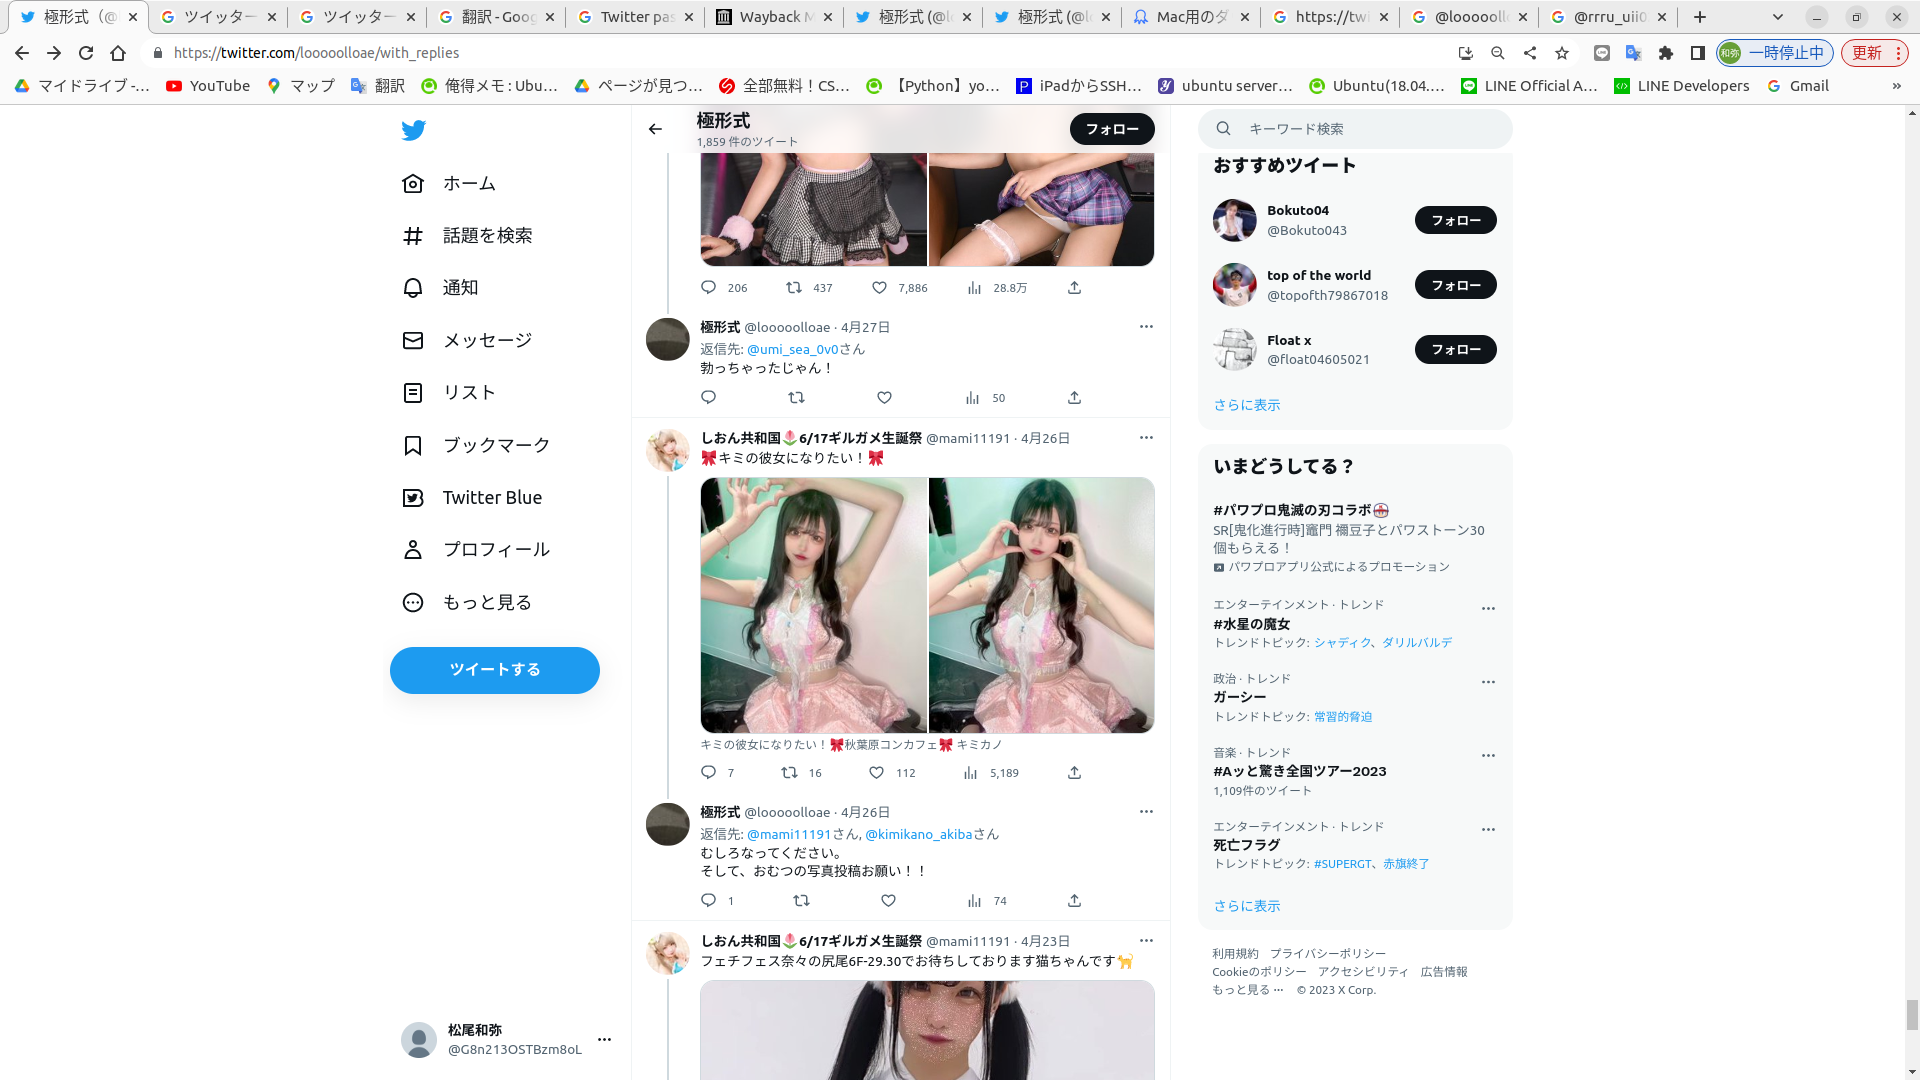 極形式（@
ツイッター
ツイッター
翻訳 - Goog
Twitter pas
Wayback M
極形式 (@lo
極形式 (@lo
Mac用のダ
https://twi
@looooollo
@rrru_uii0
https://twitter.com/looooolloae/with_replies
和弥 一時停止中
更新
マイドライブ -...
YouTube
マップ
翻訳
俺得メモ : Ubu...
ページが見つ...
全部無料！CS...
【Python】yo...
iPadからSSH...
ubuntu server...
Ubuntu(18.04....
LINE Official A...
LINE Developers
Gmail
»
ホーム
話題を検索
通知
メッセージ
リスト
ブックマーク
Twitter Blue
プロフィール
もっと見る
ツイートする
松尾和弥
@G8n213OSTBzm8oL
極形式
1,859 件のツイート
フォロー
206 437 7,886 28.8万
極形式 @looooolloae · 4月27日
返信先: @umi_sea_0v0さん
勃っちゃったじゃん！
50
しおん共和国🌷6/17ギルガメ生誕祭 @mami11191 · 4月26日
🎀キミの彼女になりたい！🎀
キミの彼女になりたい！🎀秋葉原コンカフェ🎀 キミカノ
7 16 112 5,189
極形式 @looooolloae · 4月26日
返信先: @mami11191さん, @kimikano_akibaさん
むしろなってください。
そして、おむつの写真投稿お願い！！
1 74
しおん共和国🌷6/17ギルガメ生誕祭 @mami11191 · 4月23日
フェチフェス奈々の尻尾6F-29.30でお待ちしております猫ちゃんです🐈
キーワード検索
おすすめツイート
Bokuto04
@Bokuto043
フォロー
top of the world
@topofth79867018
フォロー
Float x
@float04605021
フォロー
さらに表示
いまどうしてる？
#パワプロ鬼滅の刃コラボ
SR[鬼化進行時]竈門 禰豆子とパワストーン30
個もらえる！
パワプロアプリ公式によるプロモーション
エンターテインメント · トレンド
#水星の魔女
トレンドトピック: シャディク、ダリルバルデ
政治 · トレンド
ガーシー
トレンドトピック: 常習的脅迫
音楽 · トレンド
#Aッと驚き全国ツアー2023
1,109件のツイート
エンターテインメント · トレンド
死亡フラグ
トレンドトピック: #SUPERGT、赤旗終了
さらに表示
利用規約 プライバシーポリシー
Cookieのポリシー アクセシビリティ 広告情報
もっと見る ··· © 2023 X Corp.